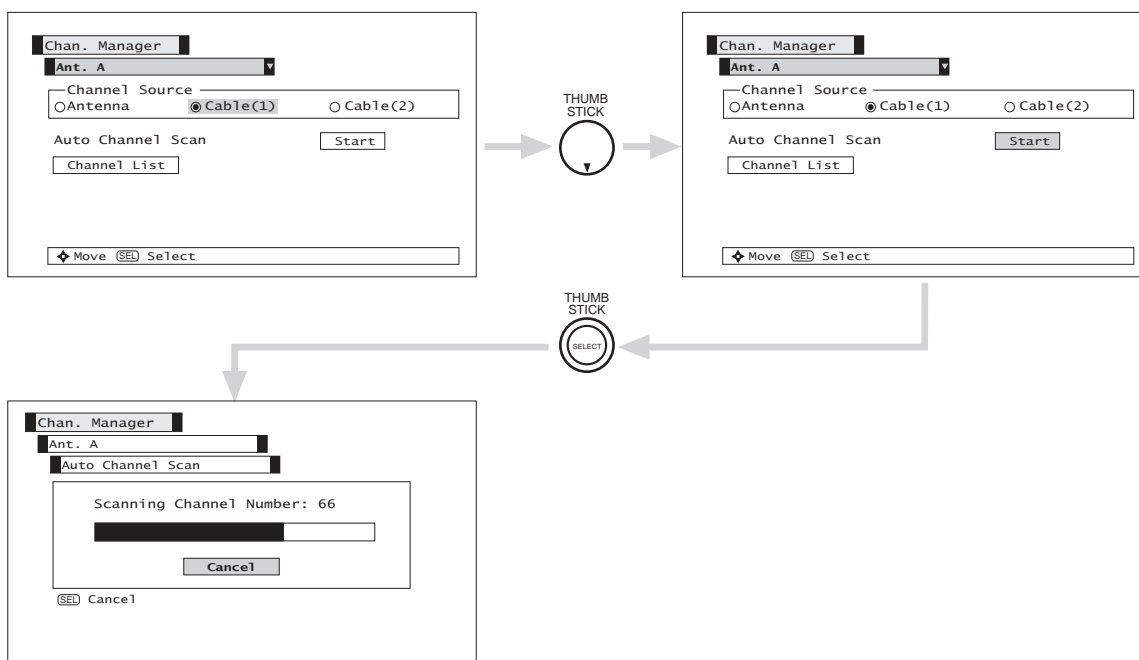 Chan. Manager
Ant. A
Channel Source
Antenna Cable(1) Cable(2)
Auto Channel Scan Start
Channel List
Move SEL Select
THUMB
STICK
Chan. Manager
Ant. A
Channel Source
Antenna Cable(1) Cable(2)
Auto Channel Scan Start
Channel List
Move SEL Select
THUMB
STICK
SELECT
Chan. Manager
Ant. A
Auto Channel Scan
Scanning Channel Number: 66
Cancel
SEL Cancel